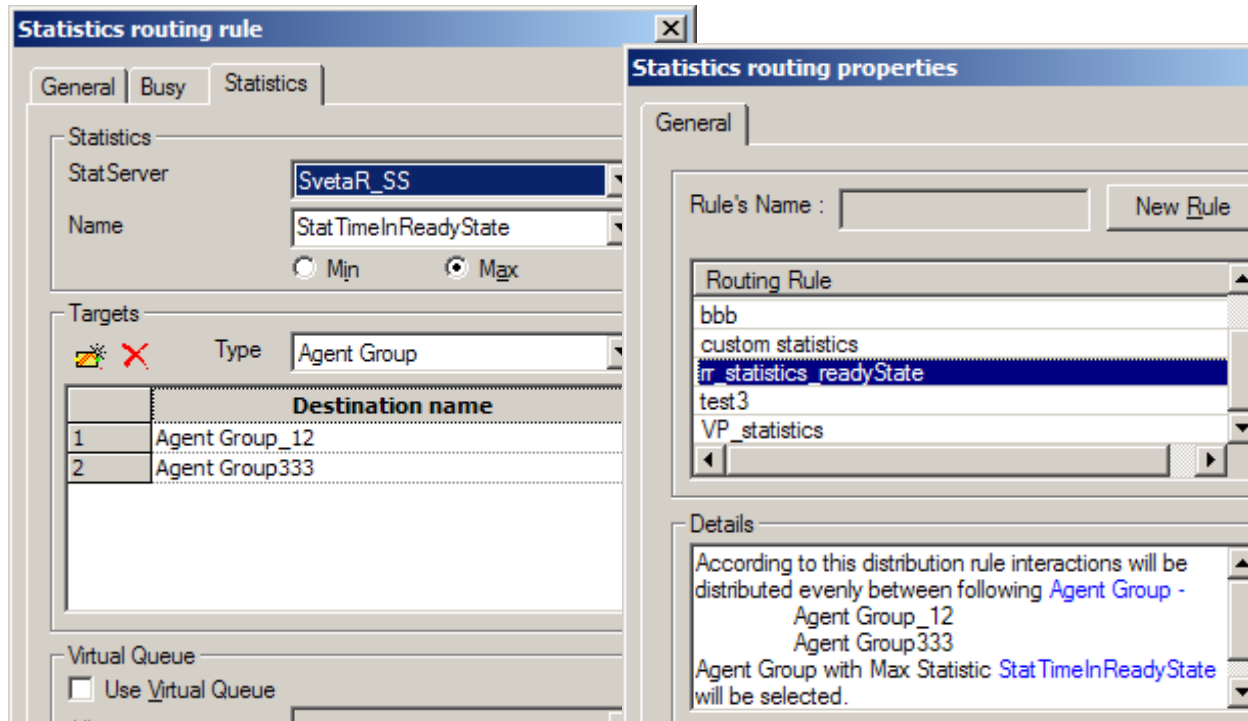 Statistics routing rule
General Busy Statistics
Statistics
StatServer SvetaR_SS
Name StatTimeInReadyState
Min Max
Targets
Type Agent Group
Destination name
1 Agent Group_12
2 Agent Group333
Virtual Queue
Use Virtual Queue
Statistics routing properties
General
Rule's Name : New Rule
Routing Rule
bbb
custom statistics
rr_statistics_readyState
test3
VP_statistics
Details
According to this distribution rule interactions will be
distributed evenly between following Agent Group -
Agent Group_12
Agent Group333
Agent Group with Max Statistic StatTimeInReadyState
will be selected.